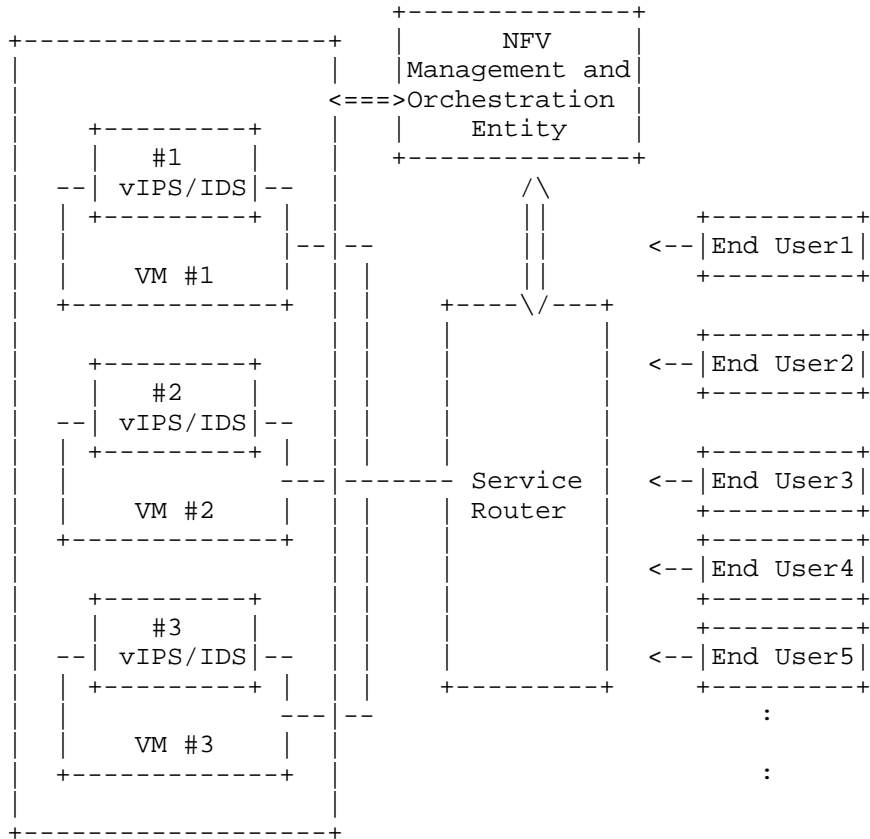 NFV
Management and
Orchestration
Entity
#1
vIPS/IDS
VM #1
End User1
End User2
#2
vIPS/IDS
VM #2
Service
Router
End User3
End User4
#3
vIPS/IDS
VM #3
End User5
:
: